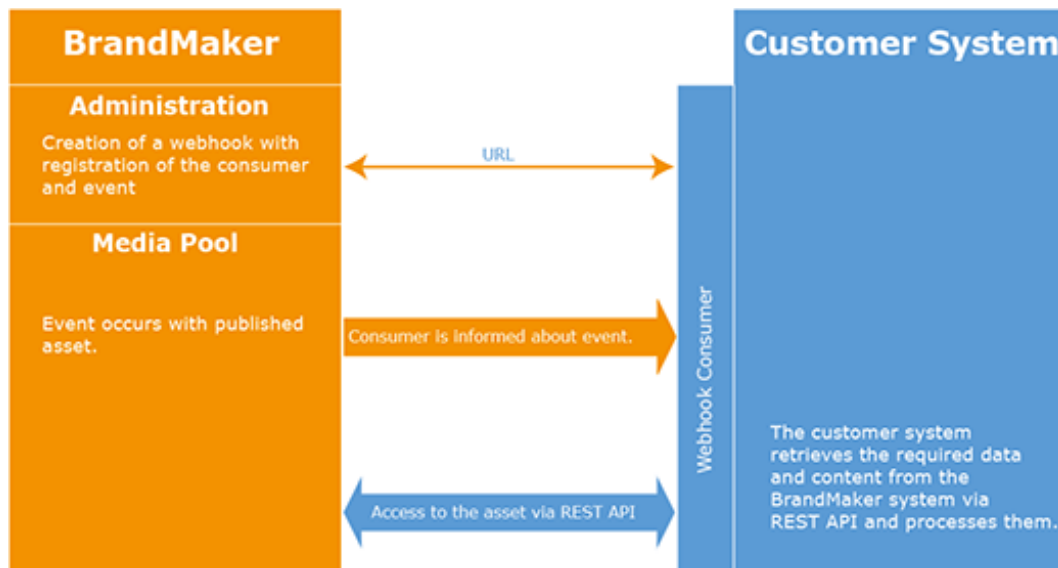 BrandMaker
Customer System
Administration
Creation of a webhook with
registration of the consumer
and event
URL
Media Pool
Event occurs with published
asset.
Consumer is informed about event.
Webhook Consumer
Access to the asset via REST API
The customer system
retrieves the required data
and content from the
BrandMaker system via
REST API and processes them.